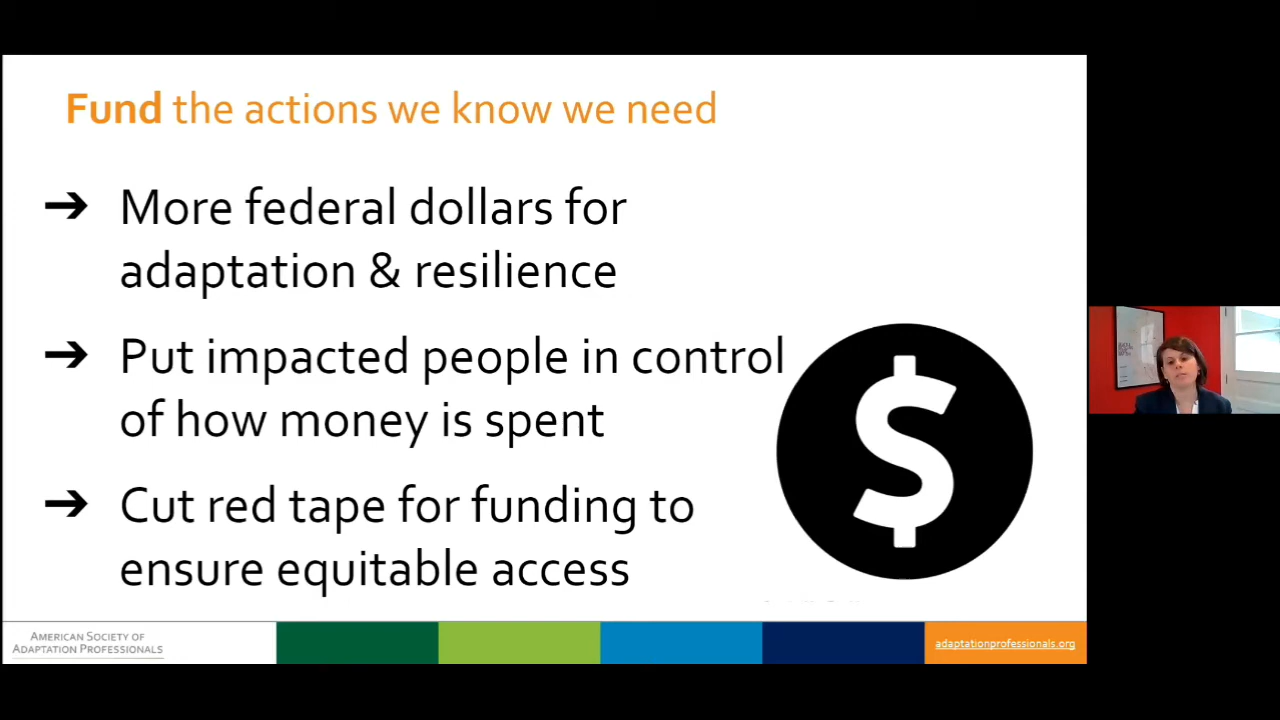 Fund the actions we know we need
➔ More federal dollars for
adaptation & resilience
➔ Put impacted people in control
of how money is spent
➔ Cut red tape for funding to
ensure equitable access
AMERICAN SOCIETY OF
ADAPTATION PROFESSIONALS
adaptationprofessionals.org